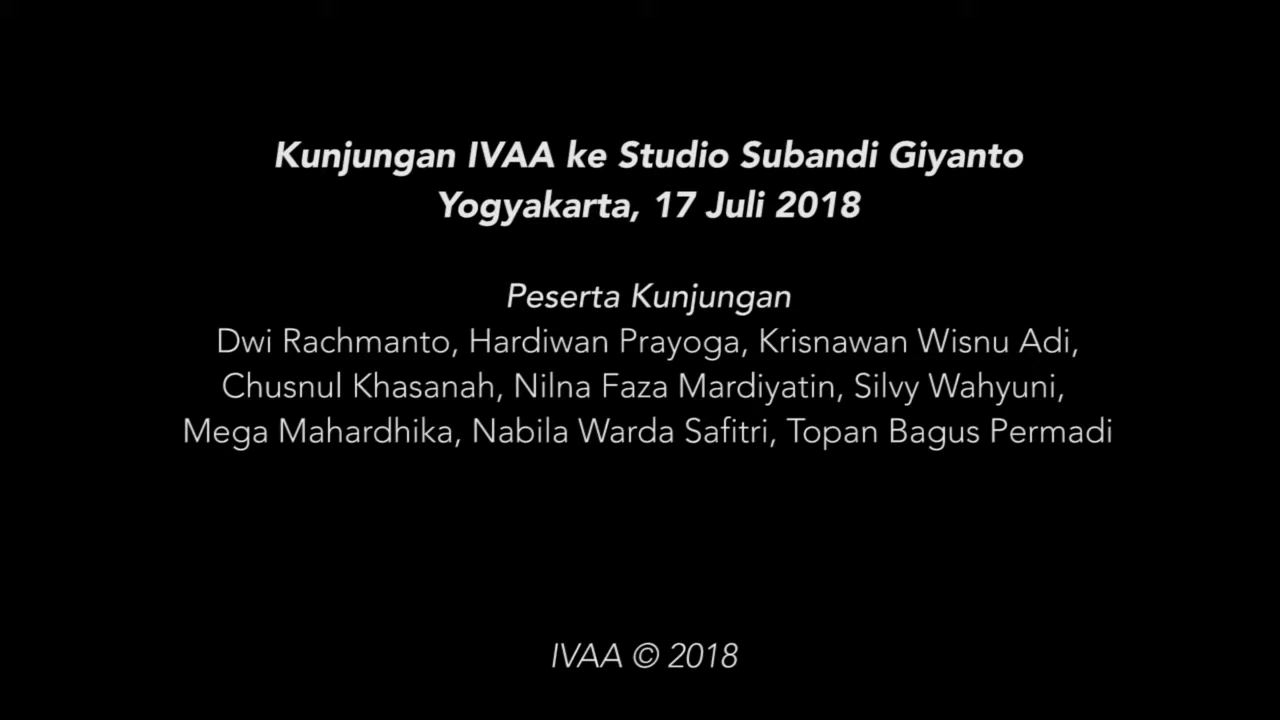 Kunjungan IVAA ke Studio Subandi Giyanto
Yogyakarta, 17 Juli 2018
Peserta Kunjungan
Dwi Rachmanto, Hardiwan Prayoga, Krisnawan Wisnu Adi,
Chusnul Khasanah, Nilna Faza Mardiyatin, Silvy Wahyuni,
Mega Mahardhika, Nabila Warda Safitri, Topan Bagus Permadi
IVAA © 2018